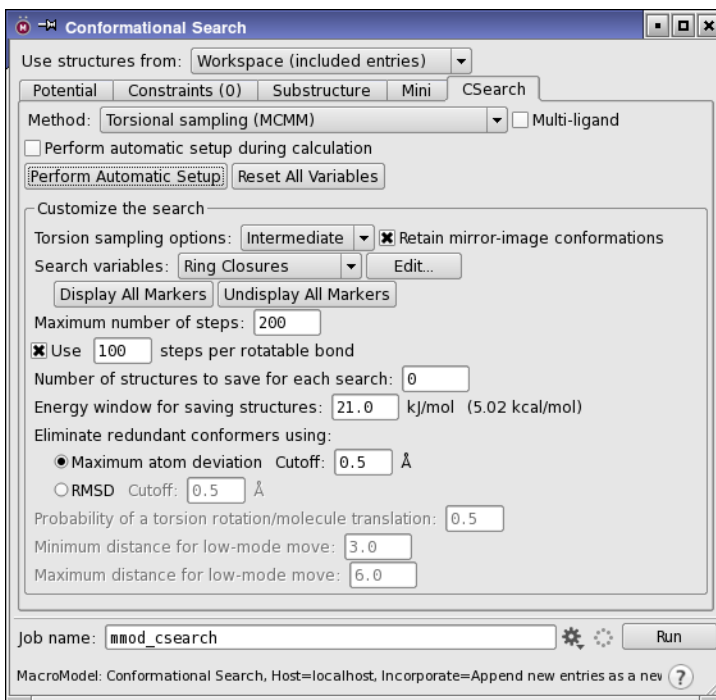 Conformational Search
Use structures from: Workspace (included entries)
Potential Constraints (0) Substructure Mini CSearch
Method: Torsional sampling (MCMM) Multi-ligand
Perform automatic setup during calculation
Perform Automatic Setup Reset All Variables
Customize the search
Torsion sampling options: Intermediate Retain mirror-image conformations
Search variables: Ring Closures Edit...
Display All Markers Undisplay All Markers
Maximum number of steps: 200
Use 100 steps per rotatable bond
Number of structures to save for each search: 0
Energy window for saving structures: 21.0 kJ/mol (5.02 kcal/mol)
Eliminate redundant conformers using:
Maximum atom deviation Cutoff: 0.5 Å
RMSD Cutoff: 0.5 Å
Probability of a torsion rotation/molecule translation: 0.5
Minimum distance for low-mode move: 3.0
Maximum distance for low-mode move: 6.0
Job name: mmod_csearch Run
MacroModel: Conformational Search, Host=localhost, Incorporate=Append new entries as a new ?